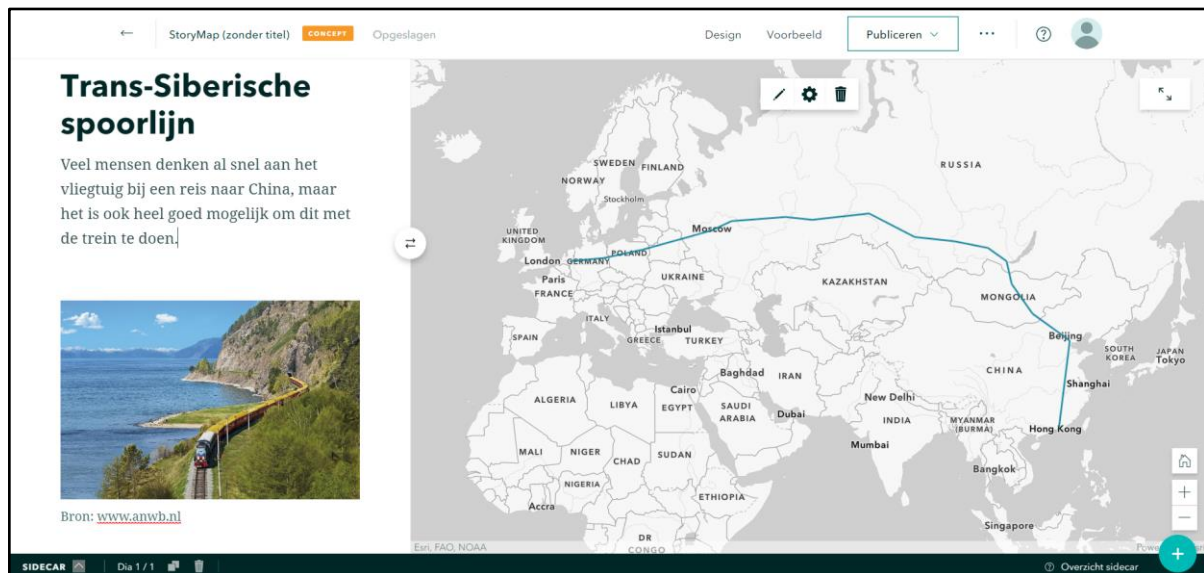 StoryMap (zonder titel) CONCEPT Opgeslagen Design Voorbeeld Publiceren
Trans-Siberische
spoorlijn
Veel mensen denken al snel aan het
vliegtuig bij een reis naar China, maar
het is ook heel goed mogelijk om dit met
de trein te doen.
Bron: www.anwb.nl
RUSSIA
SWEDEN
FINLAND
NORWAY
Stockholm
Moscow
UNITED
KINGDOM
POLAND
London
GERMANY
Paris
UKRAINE
KAZAKHSTAN
FRANCE
MONGOLIA
ITALY
Istanbul
Beijing
SPAIN
GREECE
TURKEY
SOUTH
KOREA
JAPAN
Tokyo
Baghdad
IRAN
CHINA
Shanghai
Cairo
ALGERIA
LIBYA
EGYPT
SAUDI
ARABIA
Dubai
New Delhi
INDIA
MYANMAR
(BURMA)
Hong Kong
Mumbai
MALI
NIGER
CHAD
SUDAN
Bangkok
NIGERIA
ETHIOPIA
Accra
Singapore
DR
CONGO
Esri, FAO, NOAA
SIDECAR Dia 1 / 1 Overzicht sidecar